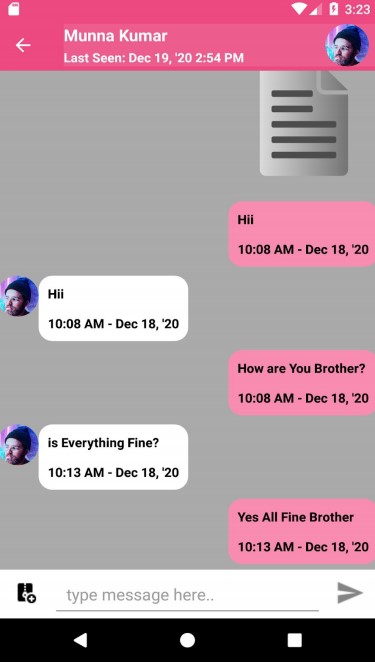 3:23
Munna Kumar
Last Seen: Dec 19, '20 2:54 PM
Hii
10:08 AM - Dec 18, '20
Hii
10:08 AM - Dec 18, '20
How are You Brother?
10:08 AM - Dec 18, '20
is Everything Fine?
10:13 AM - Dec 18, '20
Yes All Fine Brother
10:13 AM - Dec 18, '20
type message here..